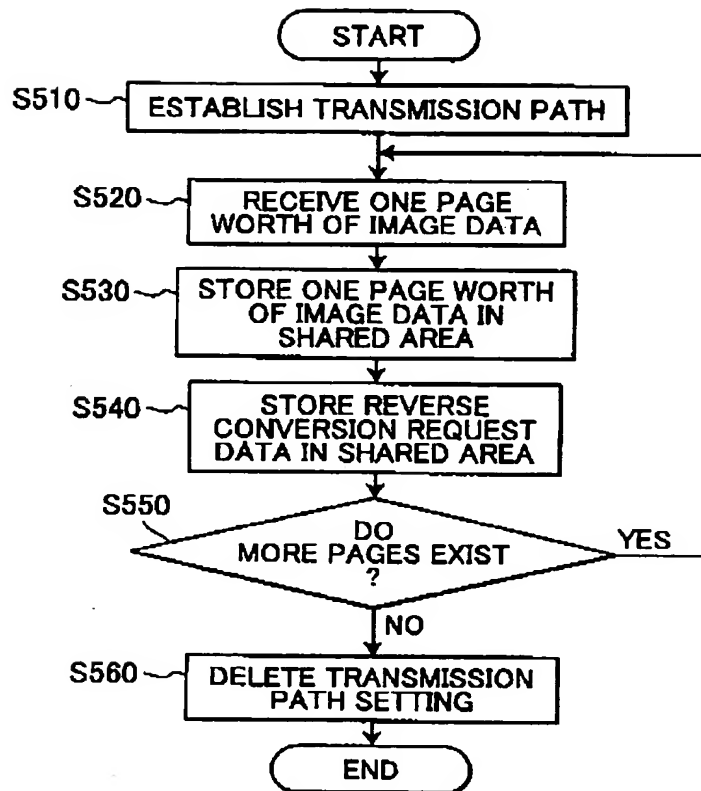 START
S510
ESTABLISH TRANSMISSION PATH
S520
RECEIVE ONE PAGE
WORTH OF IMAGE DATA
S530
STORE ONE PAGE WORTH
OF IMAGE DATA IN
SHARED AREA
S540
STORE REVERSE
CONVERSION REQUEST
DATA IN SHARED AREA
S550
DO
MORE PAGES EXIST
?
YES
NO
S560
DELETE TRANSMISSION
PATH SETTING
END